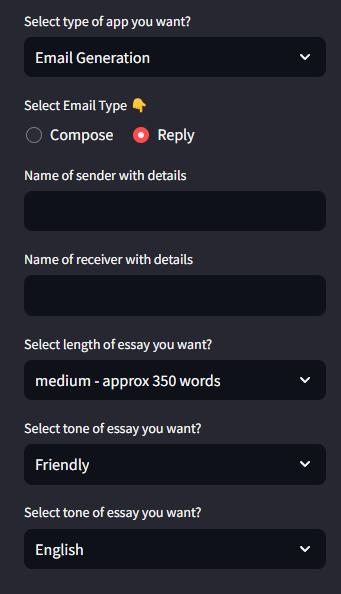 Select type of app you want?
Email Generation
Select Email Type 👇
Compose Reply
Name of sender with details
Name of receiver with details
Select length of essay you want?
medium - approx 350 words
Select tone of essay you want?
Friendly
Select tone of essay you want?
English